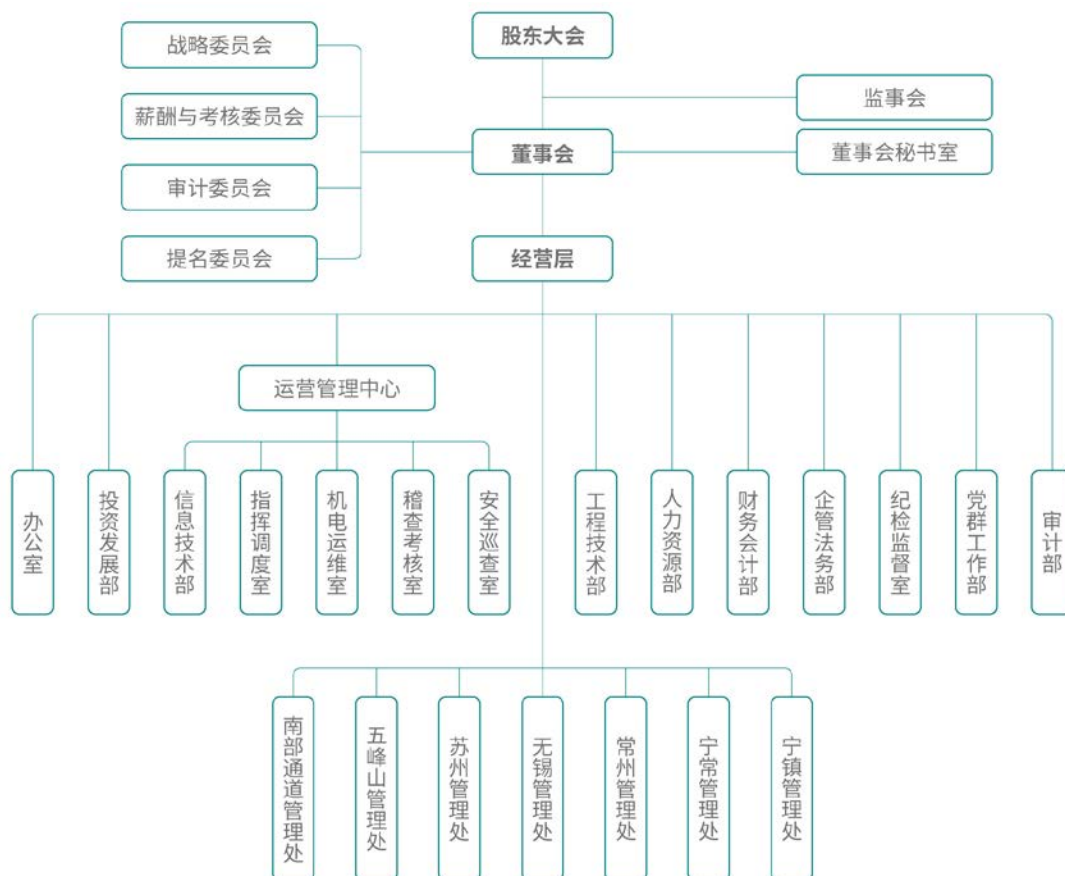 股东大会
战略委员会
监事会
薪酬与考核委员会
董事会
董事会秘书室
审计委员会
经营层
提名委员会
运营管理中心
办公室
投资发展部
信息技术部
指挥调度室
机电运维室
稽查考核室
安全巡查室
工程技术部
人力资源部
财务会计部
企管法务部
纪检监督室
党群工作部
审计部
南部通道管理处
五峰山管理处
苏州管理处
无锡管理处
常州管理处
宁常管理处
宁镇管理处